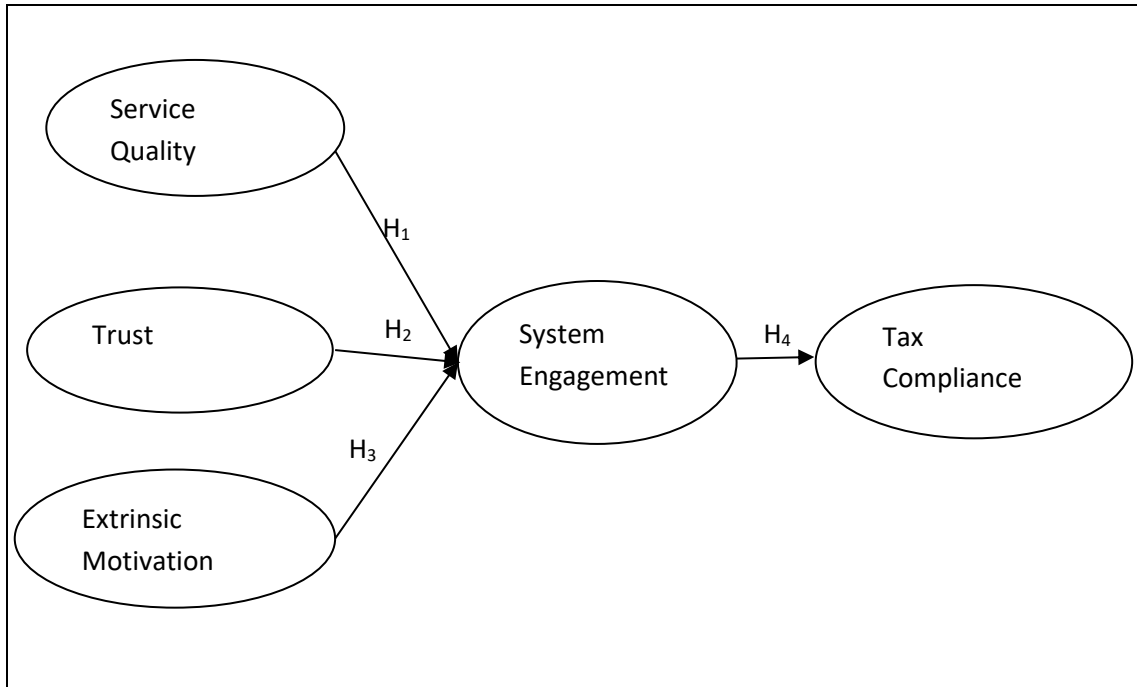 Service
Quality
H₁
Trust
H₂
System
Engagement
H₄
Tax
Compliance
H₃
Extrinsic
Motivation